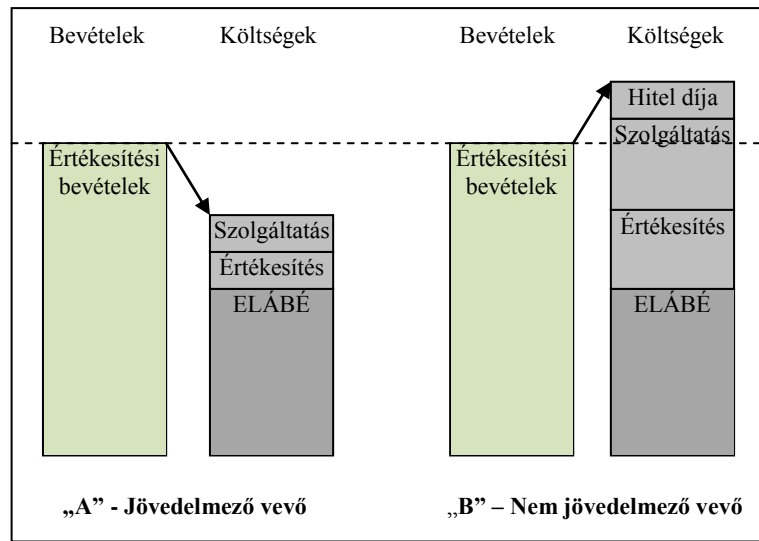 Bevételek
Költségek
Értékesítési
bevételek
Szolgáltatás
Értékesítés
ELÁBÉ
„A” - Jövedelmező vevő
Bevételek
Költségek
Értékesítési
bevételek
Hitel díja
Szolgáltatás
Értékesítés
ELÁBÉ
„B” – Nem jövedelmező vevő